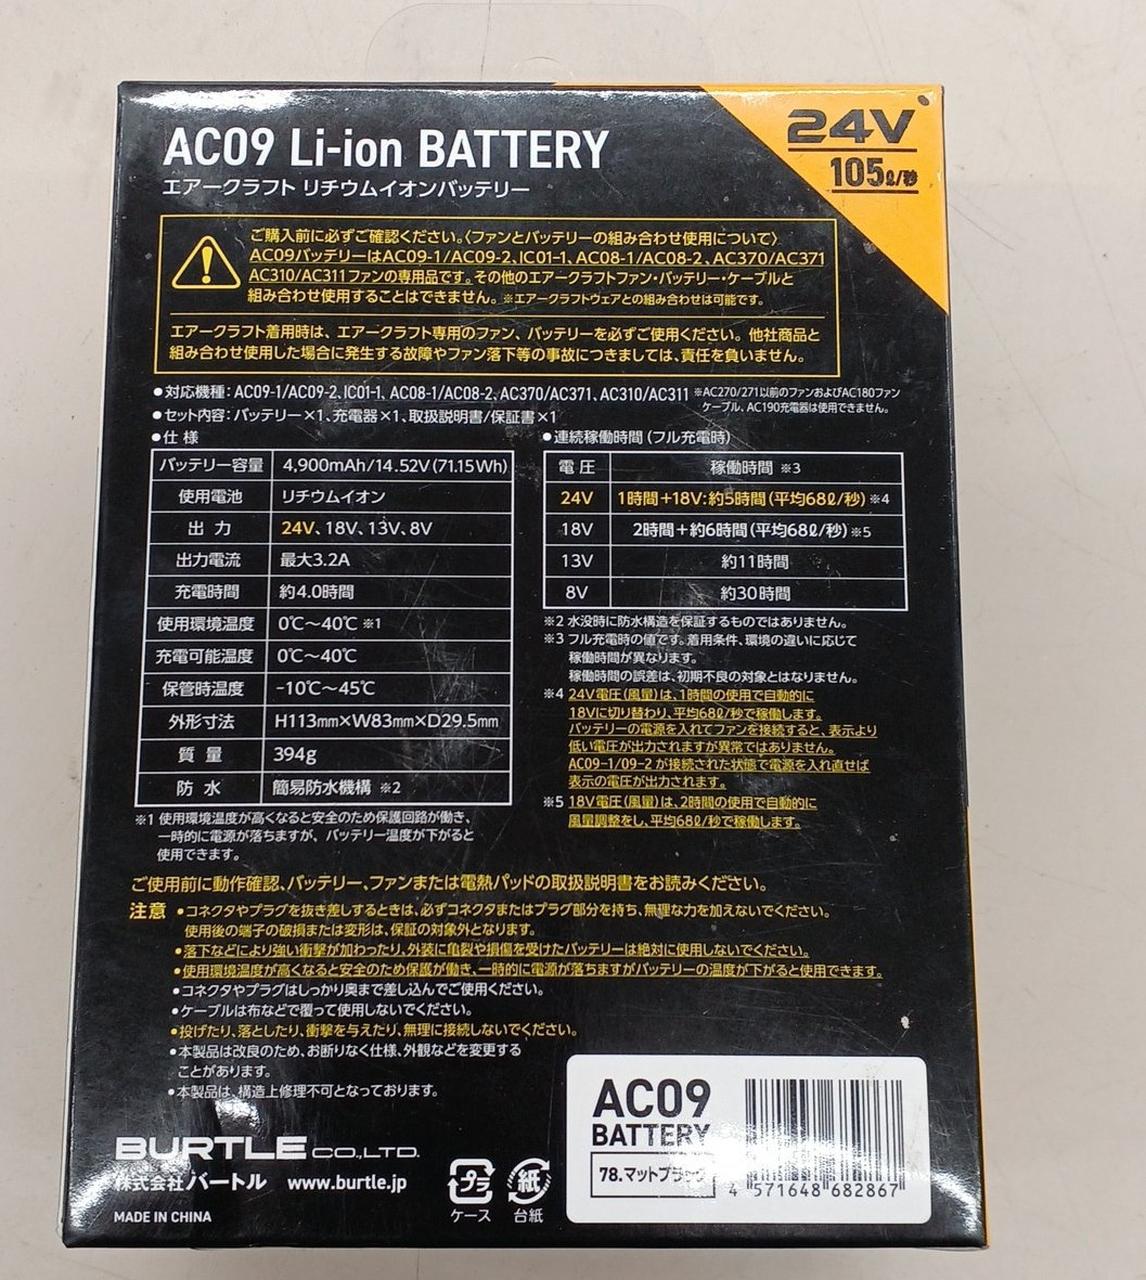 AC09 Li-ion BATTERY
エアークラフト リチウムイオンバッテリー
24V
105ℓ/秒
ご購入前に必ずご確認ください。〈ファンとバッテリーの組み合わせ使用について〉
AC09バッテリーはAC09-1/AC09-2、IC01-1、AC08-1/AC08-2、AC370/AC371
AC310/AC311ファンの専用品です。その他のエアークラフトファン・バッテリー・ケーブルと
組み合わせ使用することはできません。※エアークラフトウェアとの組み合わせは可能です。
エアークラフト着用時は、エアークラフト専用のファン、バッテリーを必ずご使用ください。他社商品と
組み合わせ使用した場合に発生する故障やファン落下等の事故につきましては、責任を負いません。
●対応機種：AC09-1/AC09-2、IC01-1、AC08-1/AC08-2、AC370/AC371、AC310/AC311 ※AC270/271以前のファンおよびAC180ファン
ケーブル、AC190充電器は使用できません。
●セット内容：バッテリー×1、充電器×1、取扱説明書/保証書×1
●仕様
バッテリー容量 4,900mAh/14.52V(71.15Wh)
使用電池 リチウムイオン
出力 24V、18V、13V、8V
出力電流 最大3.2A
充電時間 約4.0時間
使用環境温度 0℃〜40℃ ※1
充電可能温度 0℃〜40℃
保管時温度 -10℃〜45℃
外形寸法 H113mm×W83mm×D29.5mm
質量 394g
防水 簡易防水機構 ※2
※1 使用環境温度が高くなると安全のため保護回路が働き、
一時的に電源が落ちますが、バッテリー温度が下がると
使用できます。
●連続稼働時間（フル充電時）
電圧 稼働時間 ※3
24V 1時間+18V：約5時間（平均68ℓ/秒）※4
18V 2時間+約6時間（平均68ℓ/秒）※5
13V 約11時間
8V 約30時間
※2 水没時に防水構造を保証するものではありません。
※3 フル充電時の値です。着用条件、環境の違いに応じて
稼働時間が異なります。
稼働時間の誤差は、初期不良の対象とはなりません。
※4 24V電圧（風量）は、1時間の使用で自動的に
18Vに切り替わり、平均68ℓ/秒で稼働します。
バッテリーの電源を入れてファンを接続すると、表示より
低い電圧が出力されますが異常ではありません。
AC09-1/09-2が接続された状態で電源を入れ直せば
表示の電圧が出力されます。
※5 18V電圧（風量）は、2時間の使用で自動的に
風量調整をし、平均68ℓ/秒で稼働します。
ご使用前に動作確認、バッテリー、ファンまたは電熱パッドの取扱説明書をお読みください。
注意 ●コネクタやプラグを抜き差しするときは、必ずコネクタまたはプラグ部分を持ち、無理な力を加えないでください。
使用後の端子の破損または変形は、保証の対象外となります。
●落下などにより強い衝撃が加わったり、外装に亀裂や損傷を受けたバッテリーは絶対に使用しないでください。
●使用環境温度が高くなると安全のため保護が働き、一時的に電源が落ちますがバッテリーの温度が下がると使用できます。
●コネクタやプラグはしっかり奥まで差し込んでご使用ください。
●ケーブルは布などで覆って使用しないでください。
●投げたり、落としたり、衝撃を与えたり、無理に接続しないでください。
●本製品は改良のため、お断りなく仕様、外観などを変更する
ことがあります。
●本製品は、構造上修理不可となっております。
BURTLE CO.,LTD.
株式会社バートル www.burtle.jp
MADE IN CHINA
プラ
ケース
紙
台紙
AC09
BATTERY
78.マットブラック
4 571648 682867